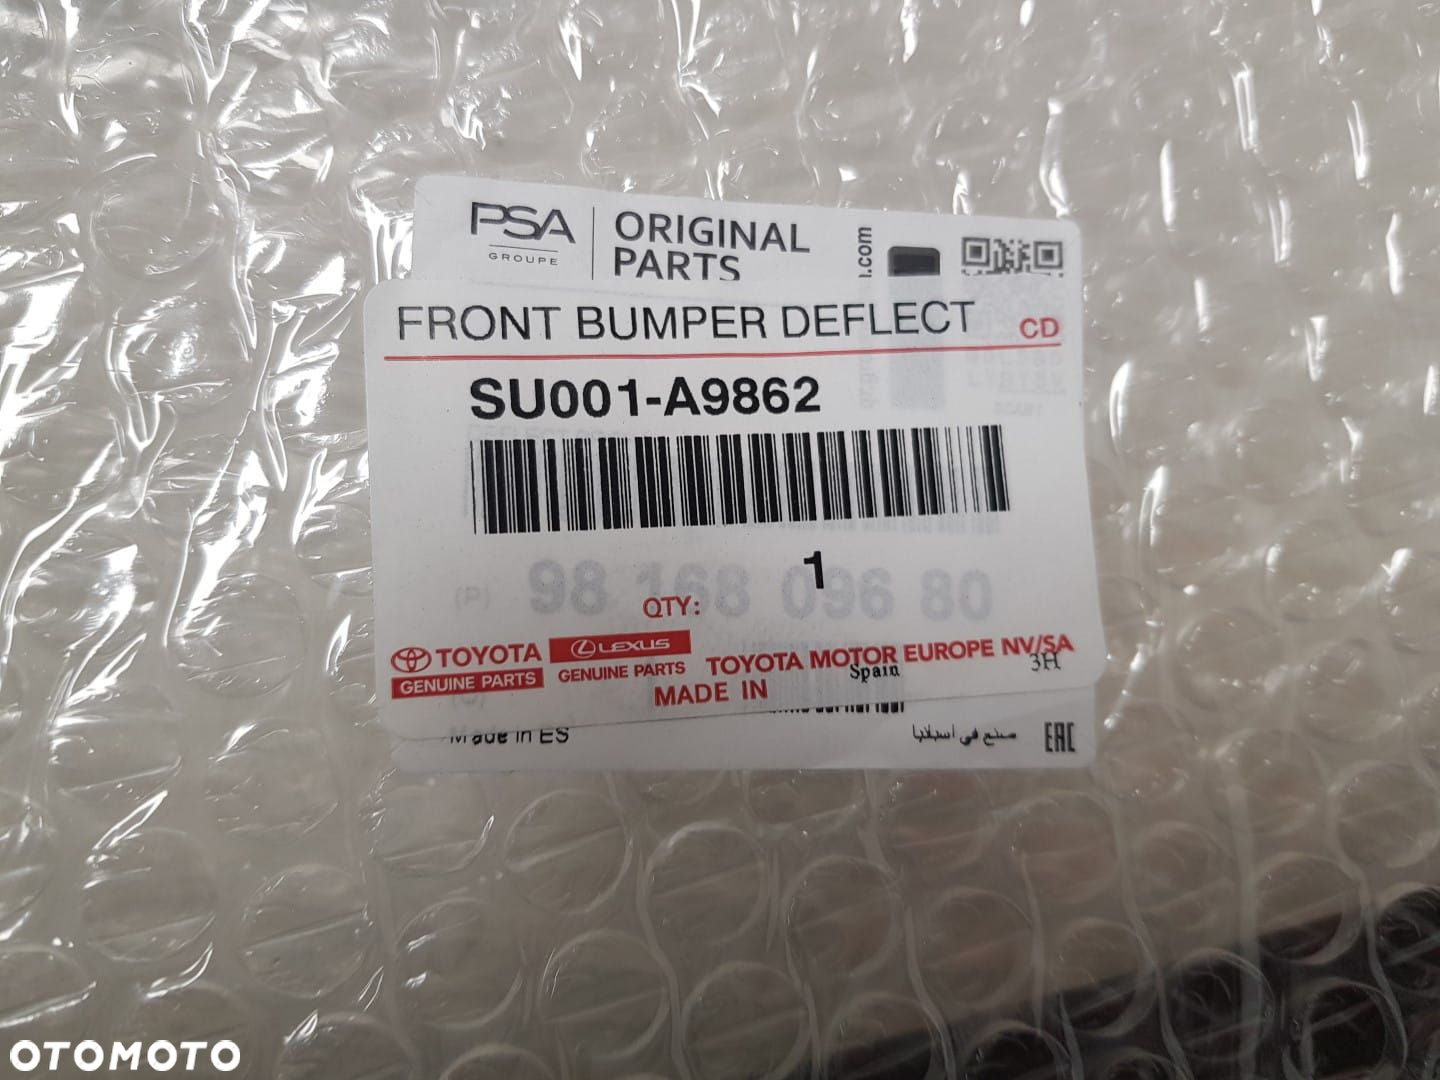 PSA
GROUPE
ORIGINAL
PARTS
FRONT BUMPER DEFLECT CD
SU001-A9862
1
(P) 98 168 096 80
QTY:
TOYOTA
GENUINE PARTS
LEXUS
GENUINE PARTS
TOYOTA MOTOR EUROPE NV/SA
MADE IN Spain 3H
Made in ES
صنع في أسبانيا
EAC
OTOMOTO